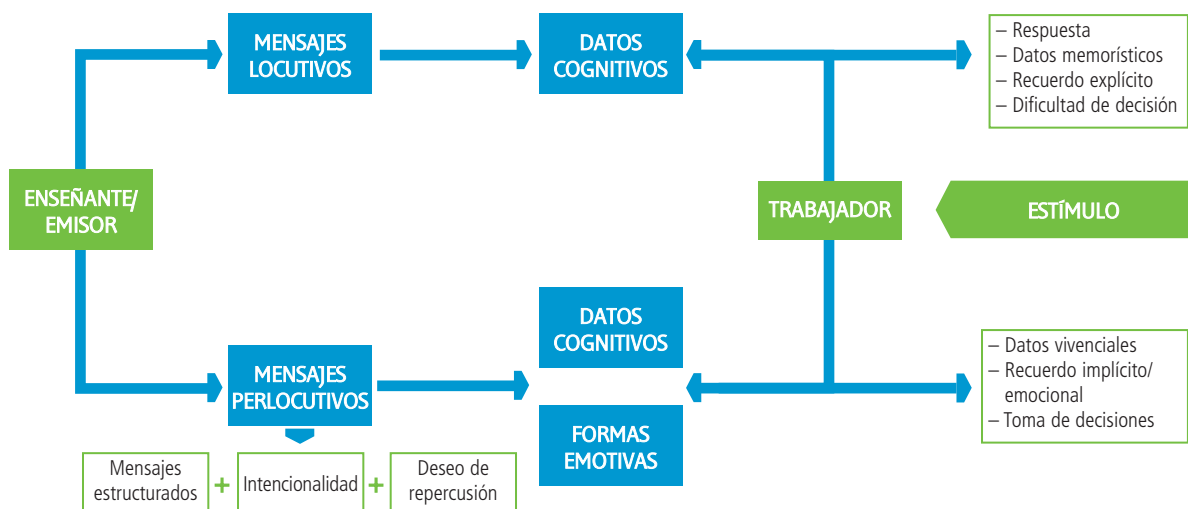 MENSAJES
LOCUTIVOS
DATOS
COGNITIVOS
– Respuesta
– Datos memorísticos
– Recuerdo explícito
– Dificultad de decisión
ENSEÑANTE/
EMISOR
TRABAJADOR
ESTÍMULO
DATOS
COGNITIVOS
MENSAJES
PERLOCUTIVOS
FORMAS
EMOTIVAS
– Datos vivenciales
– Recuerdo implícito/
emocional
– Toma de decisiones
Mensajes
estructurados
+
Intencionalidad
+
Deseo de
repercusión